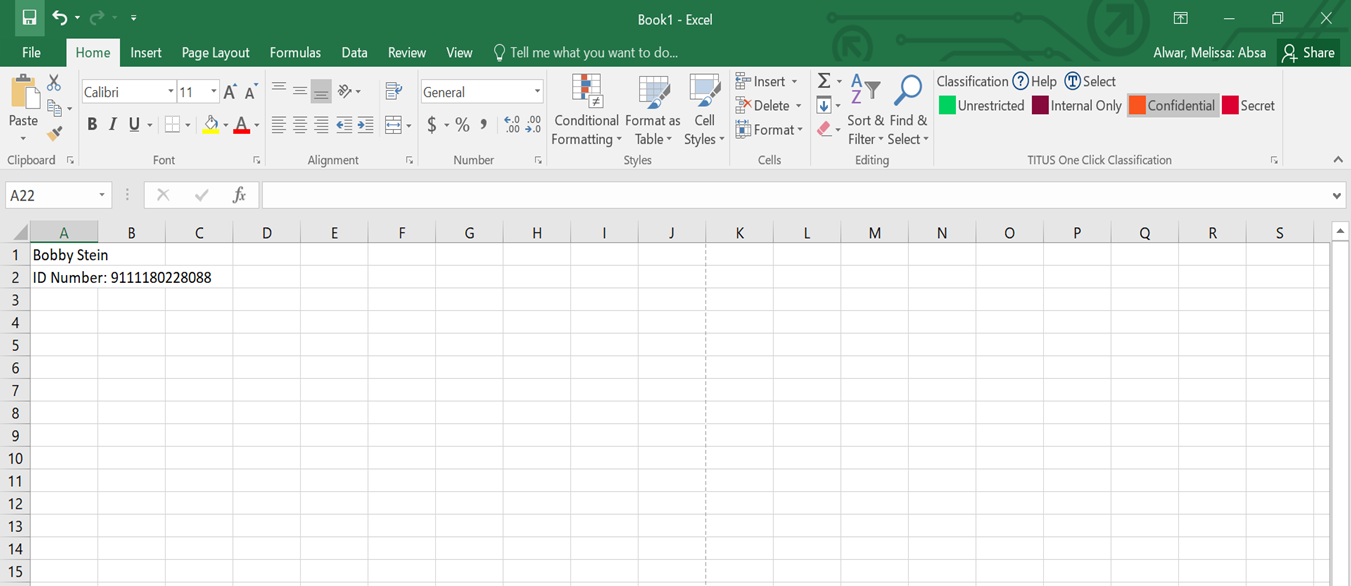 Book1 - Excel
File Home Insert Page Layout Formulas Data Review View Tell me what you want to do... Alwar, Melissa: Absa Share
Paste
Clipboard
Calibri 11
B I U
Font
Alignment
General
$ % ,
Number
Conditional Formatting
Format as Table
Cell Styles
Styles
Insert
Delete
Format
Cells
Sort & Filter
Find & Select
Editing
Classification Help Select
Unrestricted Internal Only Confidential Secret
TITUS One Click Classification
A22 fx
A B C D E F G H I J K L M N O P Q R S
1 Bobby Stein
2 ID Number: 9111180228088
3
4
5
6
7
8
9
10
11
12
13
14
15